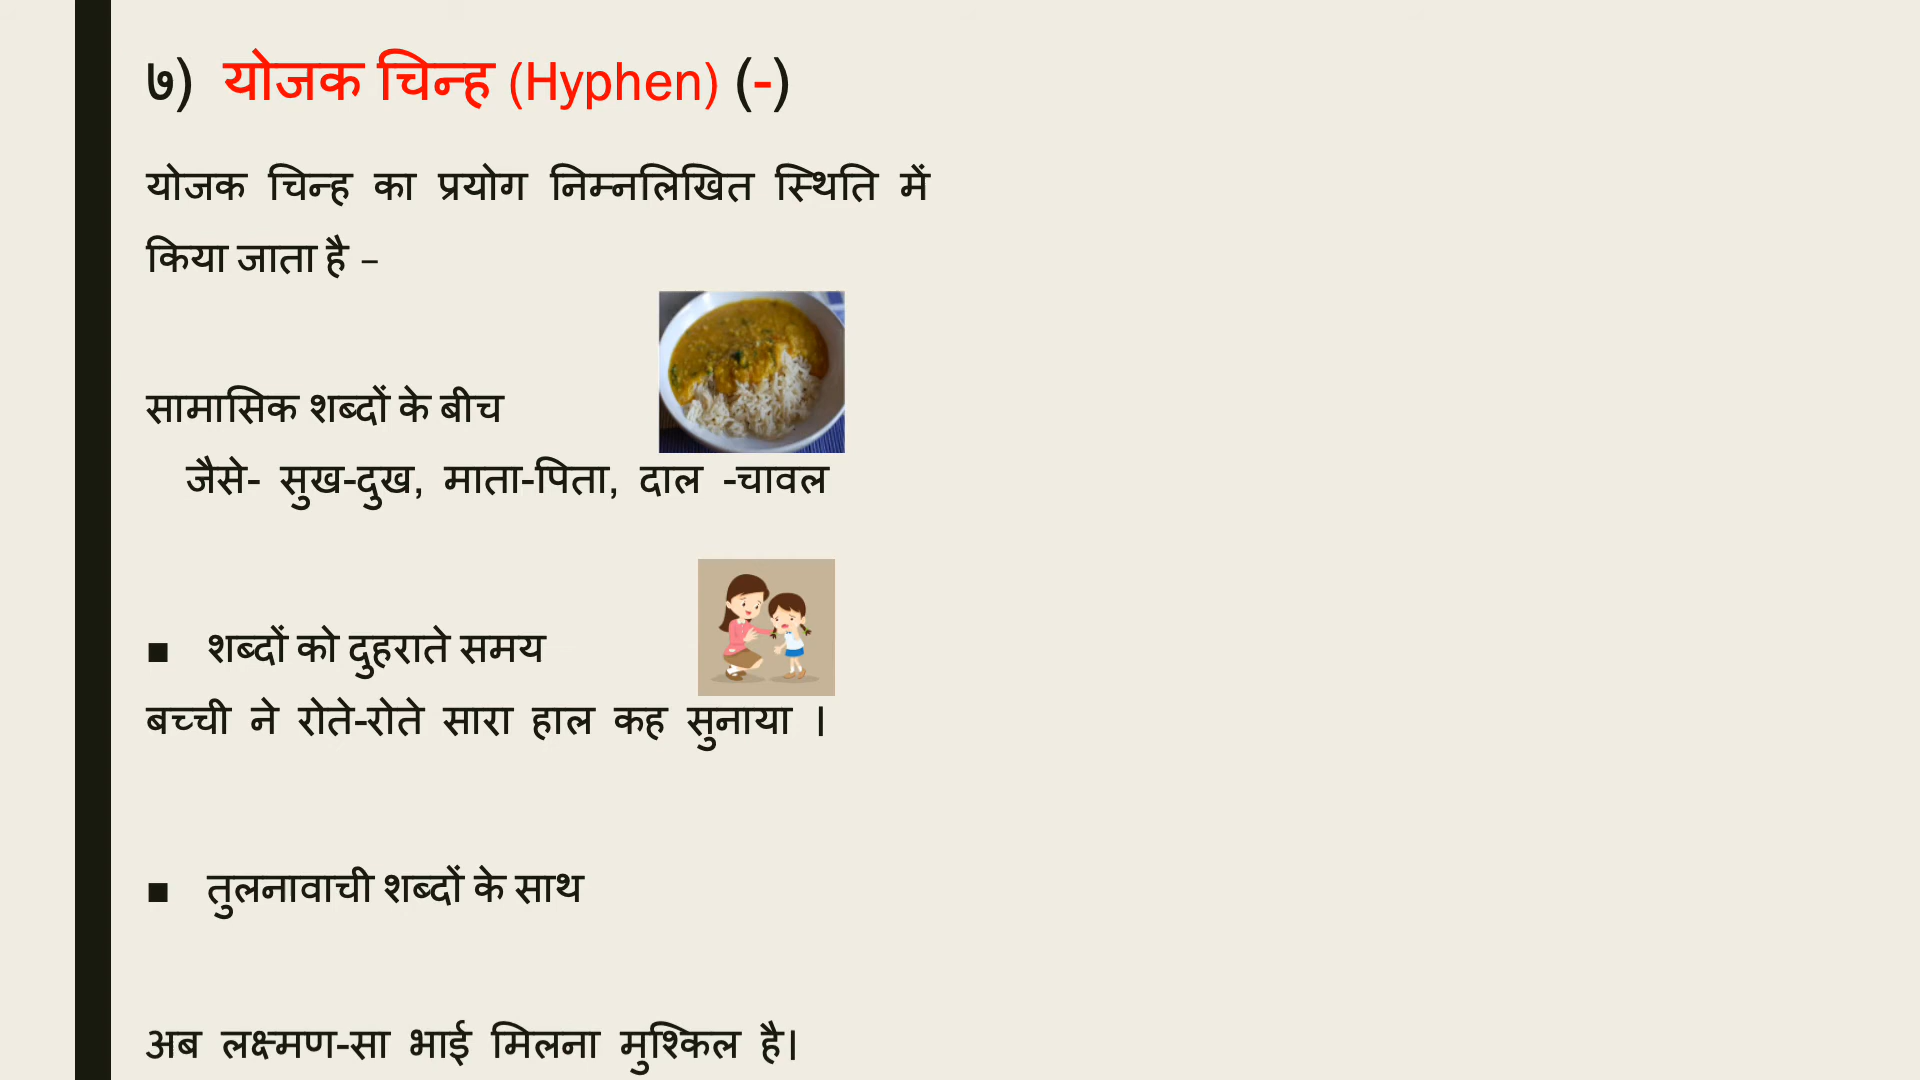 ७) योजक चिन्ह (Hyphen) (-)
योजक चिन्ह का प्रयोग निम्नलिखित स्थिति में
किया जाता है –
सामासिक शब्दों के बीच
जैसे- सुख-दुख, माता-पिता, दाल -चावल
▪ शब्दों को दुहराते समय
बच्ची ने रोते-रोते सारा हाल कह सुनाया ।
▪ तुलनावाची शब्दों के साथ
अब लक्ष्मण-सा भाई मिलना मुश्किल है।